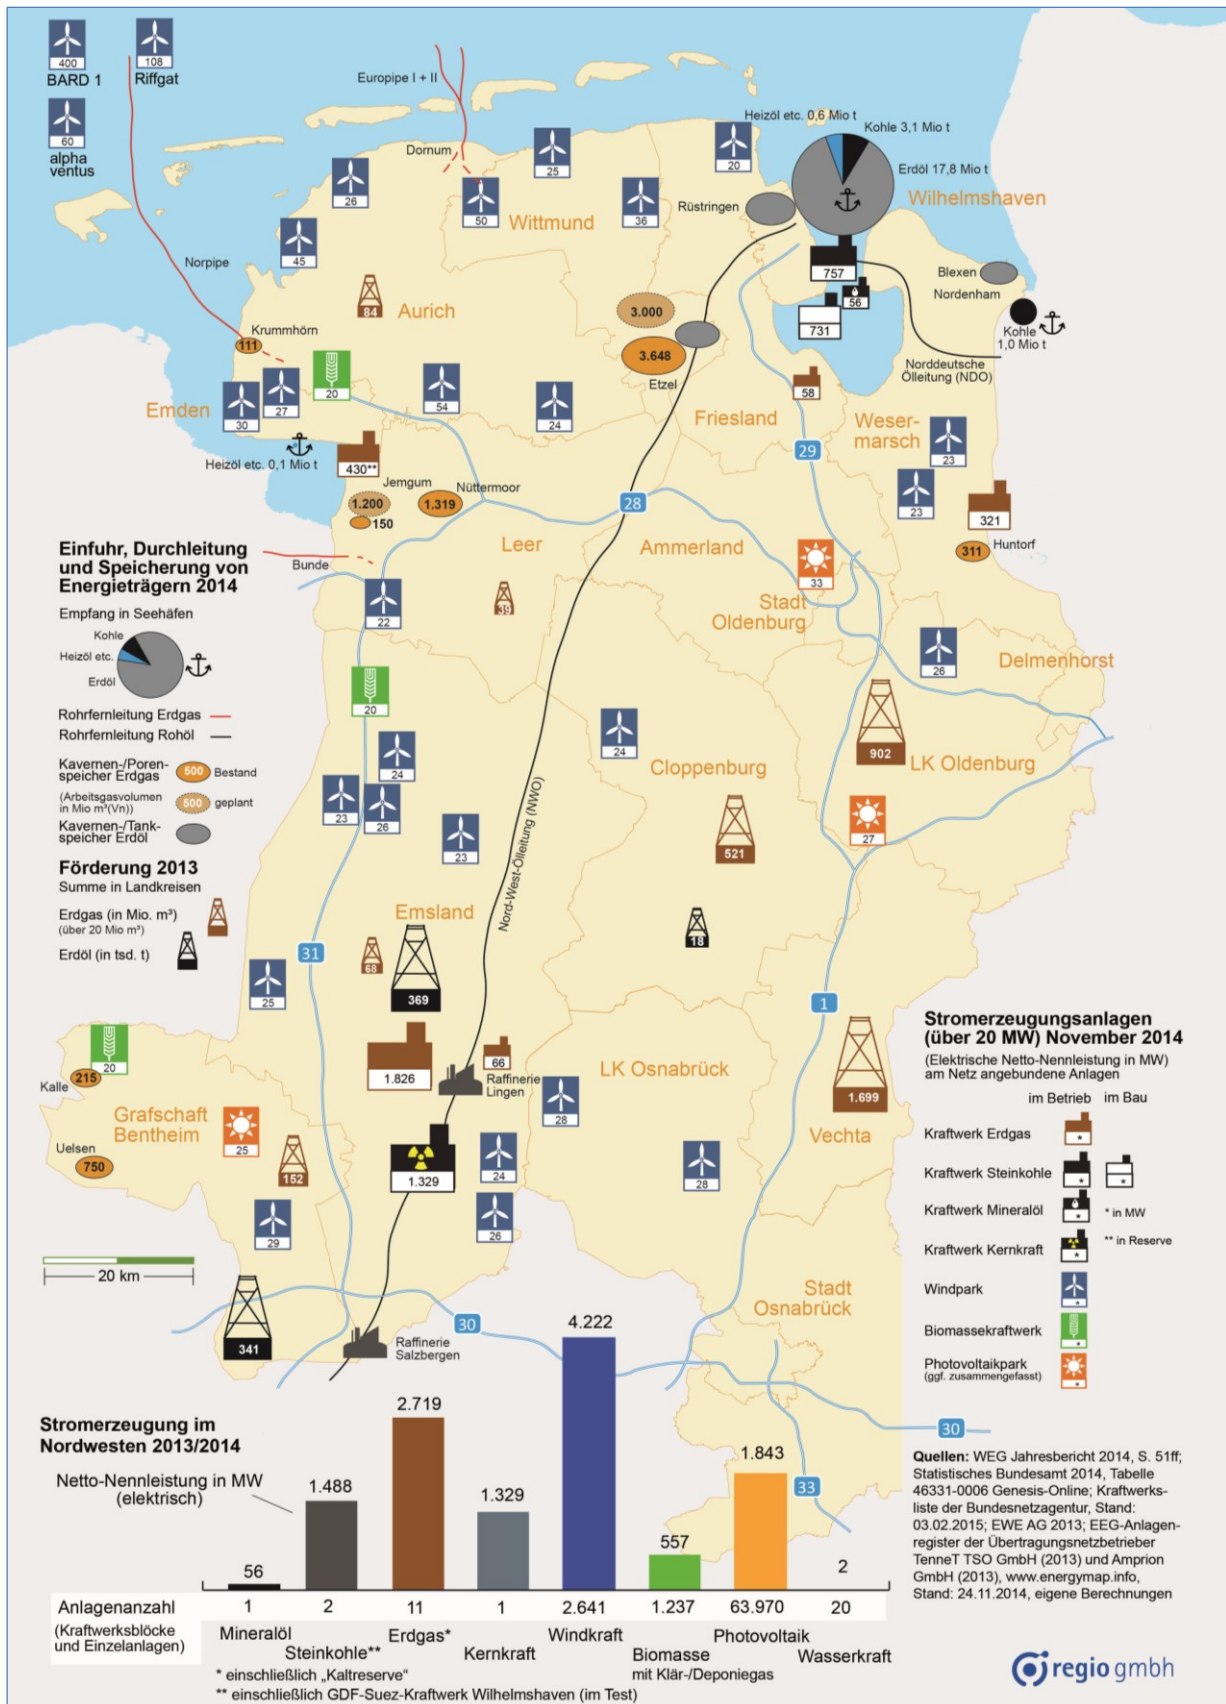 400
BARD 1
108
Riffgat
60
alpha
ventus
Europipe I + II
Dornum
26
25
50
Wittmund
36
20
Rüstringen
Heizöl etc. 0,6 Mio t
Kohle 3,1 Mio t
Erdöl 17,8 Mio t
Wilhelmshaven
757
56
731
Blexen
Nordenham
Kohle
1,0 Mio t
Norddeutsche
Ölleitung (NDO)
45
Norpipe
84
Aurich
Krummhörn
111
20
3.000
3.648
Etzel
Emden
30
27
54
24
Friesland
58
Weser-
marsch
23
23
29
Heizöl etc. 0,1 Mio t
430**
Jemgum
1.200
150
Nüttermoor
1.319
28
321
311
Huntorf
Leer
Ammerland
33
Stadt
Oldenburg
Bunde
22
39
26
Delmenhorst
Einfuhr, Durchleitung
und Speicherung von
Energieträgern 2014
Empfang in Seehäfen
Kohle
Heizöl etc.
Erdöl
Rohrfernleitung Erdgas
Rohrfernleitung Rohöl
Kavernen-/Poren-
speicher Erdgas
500 Bestand
(Arbeitsgasvolumen
in Mio m³(Vn))
500 geplant
Kavernen-/Tank-
speicher Erdöl
Förderung 2013
Summe in Landkreisen
Erdgas (in Mio. m³)
(über 20 Mio m³)
Erdöl (in tsd. t)
20
24
23
26
23
24
Cloppenburg
902
LK Oldenburg
27
521
18
Nord-West-Ölleitung (NWO)
Emsland
68
369
31
25
1.826
66
Raffinerie
Lingen
LK Osnabrück
1
1.699
Vechta
20
Kalle
215
Grafschaft
Bentheim
25
Uelsen
750
152
29
1.329
24
26
28
28
20 km
341
Raffinerie
Salzbergen
30
Stadt
Osnabrück
30
33
Stromerzeugungsanlagen
(über 20 MW) November 2014
(Elektrische Netto-Nennleistung in MW)
am Netz angebundene Anlagen
im Betrieb im Bau
Kraftwerk Erdgas *
Kraftwerk Steinkohle * *
Kraftwerk Mineralöl * * in MW
Kraftwerk Kernkraft * ** in Reserve
Windpark *
Biomassekraftwerk *
Photovoltaikpark *
(ggf. zusammengefasst)
Stromerzeugung im
Nordwesten 2013/2014
Netto-Nennleistung in MW
(elektrisch)
56
1.488
2.719
1.329
4.222
557
1.843
2
Anlagenanzahl
(Kraftwerksblöcke
und Einzelanlagen)
1 2 11 1 2.641 1.237 63.970 20
Mineralöl
Steinkohle**
Erdgas*
Kernkraft
Windkraft
Biomasse
mit Klär-/Deponiegas
Photovoltaik
Wasserkraft
* einschließlich „Kaltreserve“
** einschließlich GDF-Suez-Kraftwerk Wilhelmshaven (im Test)
Quellen: WEG Jahresbericht 2014, S. 51ff;
Statistisches Bundesamt 2014, Tabelle
46331-0006 Genesis-Online; Kraftwerks-
liste der Bundesnetzagentur, Stand:
03.02.2015; EWE AG 2013; EEG-Anlagen-
register der Übertragungsnetzbetreiber
TenneT TSO GmbH (2013) und Amprion
GmbH (2013), www.energymap.info,
Stand: 24.11.2014, eigene Berechnungen
regio gmbh